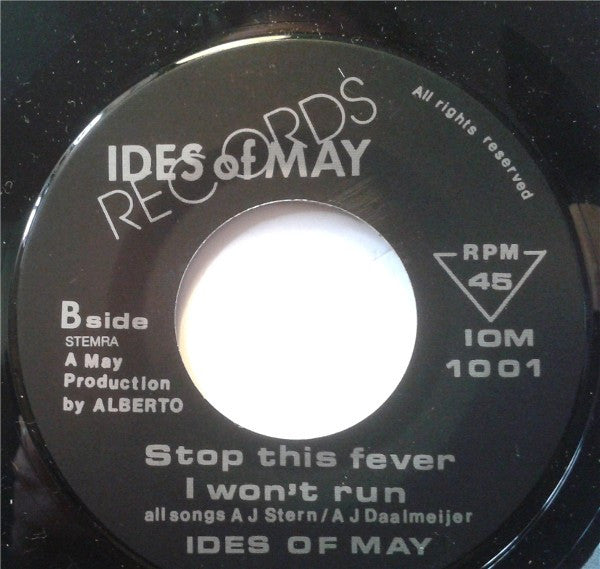 RECORDS
IDES of MAY
All rights reserved
RPM
45
IOM
1001
B side
STEMRA
A May
Production
by ALBERTO
Stop this fever
I won't run
all songs A J Stern/A J Daalmeijer
IDES OF MAY